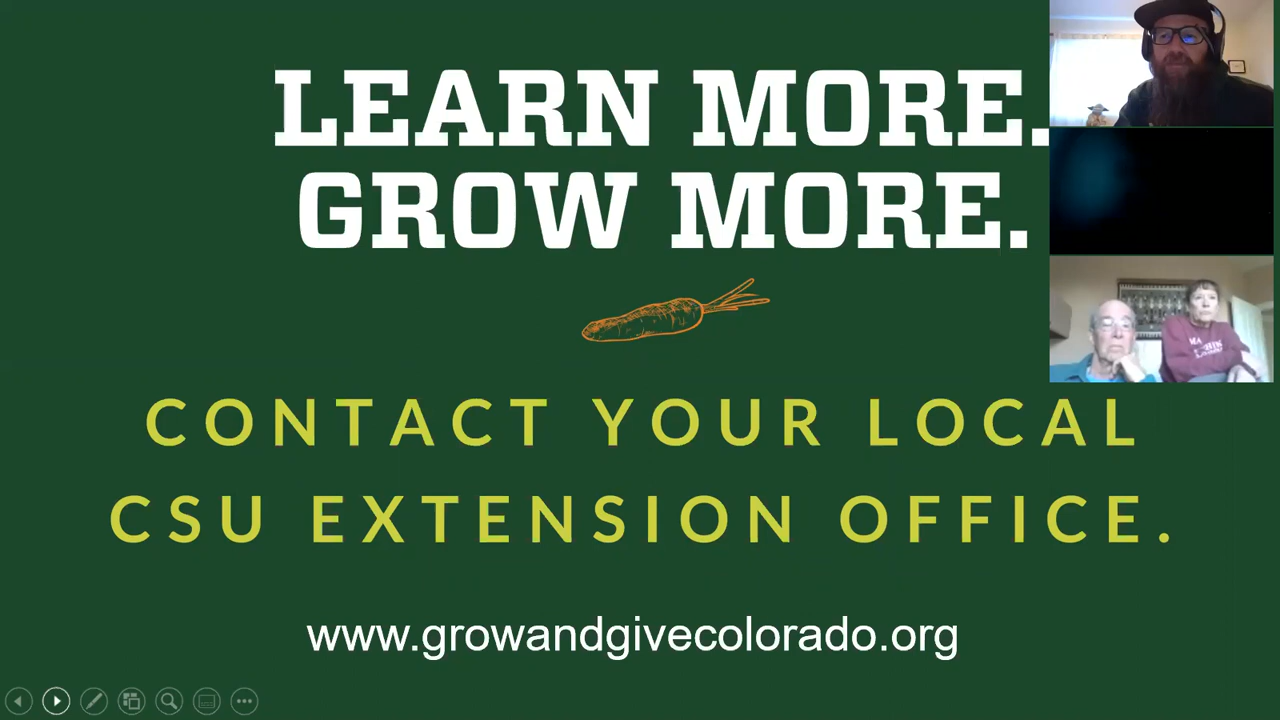 LEARN MORE.
GROW MORE.
CONTACT YOUR LOCAL
CSU EXTENSION OFFICE.
www.growandgivecolorado.org